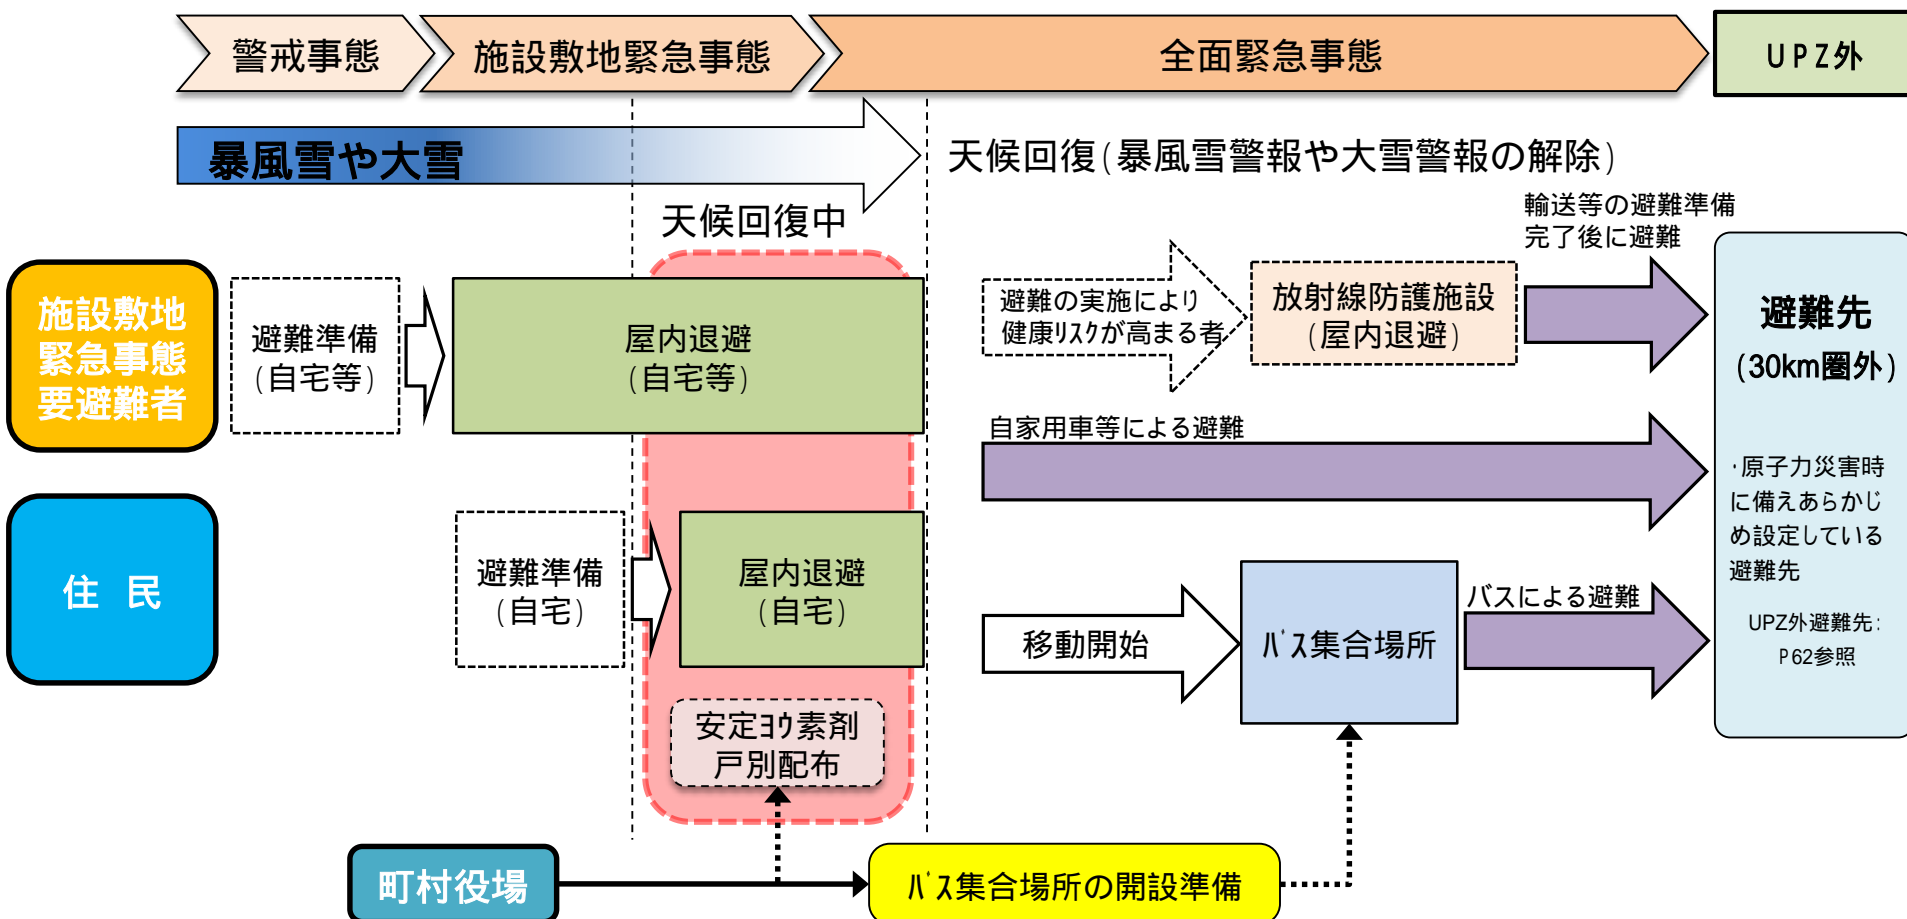 警戒事態
施設敷地緊急事態
全面緊急事態
UPZ外
暴風雪や大雪
天候回復(暴風雪警報や大雪警報の解除)
天候回復中
輸送等の避難準備
完了後に避難
施設敷地
緊急事態
要避難者
避難準備
(自宅等)
屋内退避
(自宅等)
避難の実施により
健康ﾘｽｸが高まる者
放射線防護施設
(屋内退避)
避難先
(30km圏外)
自家用車等による避難
・原子力災害時
に備えあらかじ
め設定している
避難先
UPZ外避難先:
P62参照
住 民
避難準備
(自宅)
屋内退避
(自宅)
移動開始
ﾊﾞｽ集合場所
バスによる避難
安定ﾖｳ素剤
戸別配布
町村役場
ﾊﾞｽ集合場所の開設準備